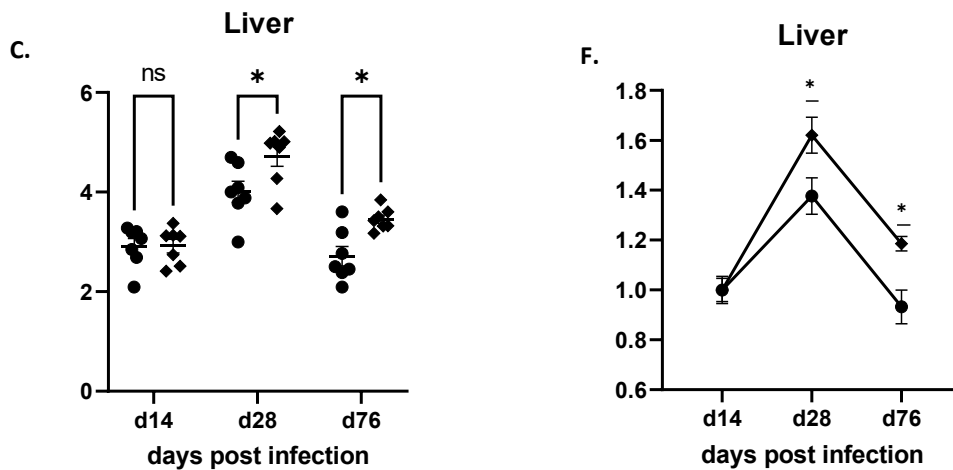 C.
Liver
ns
*
*
6
4
2
0
d14 d28 d76
days post infection
F.
Liver
*
*
1.8
1.6
1.4
1.2
1.0
0.8
0.6
d14 d28 d76
days post infection